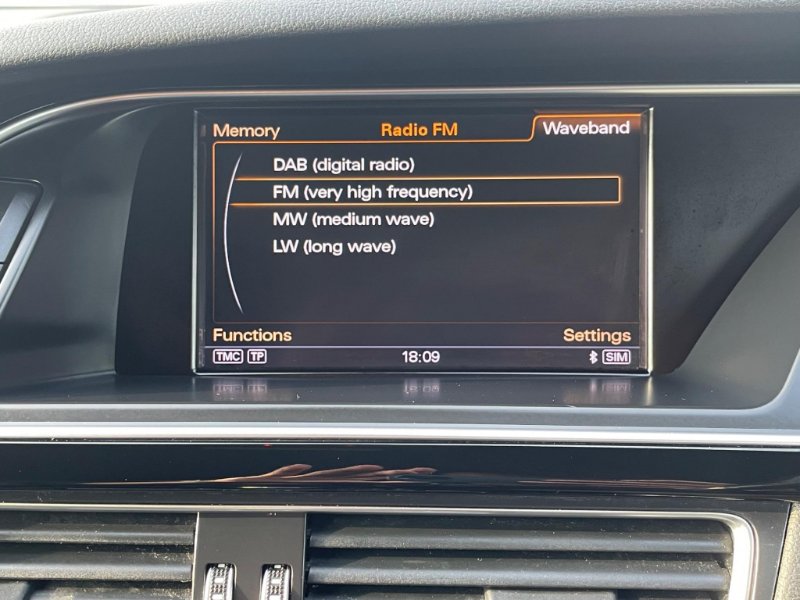 Memory Radio FM Waveband
DAB (digital radio)
FM (very high frequency)
MW (medium wave)
LW (long wave)
Functions Settings
TMC TP 18:09 SIM